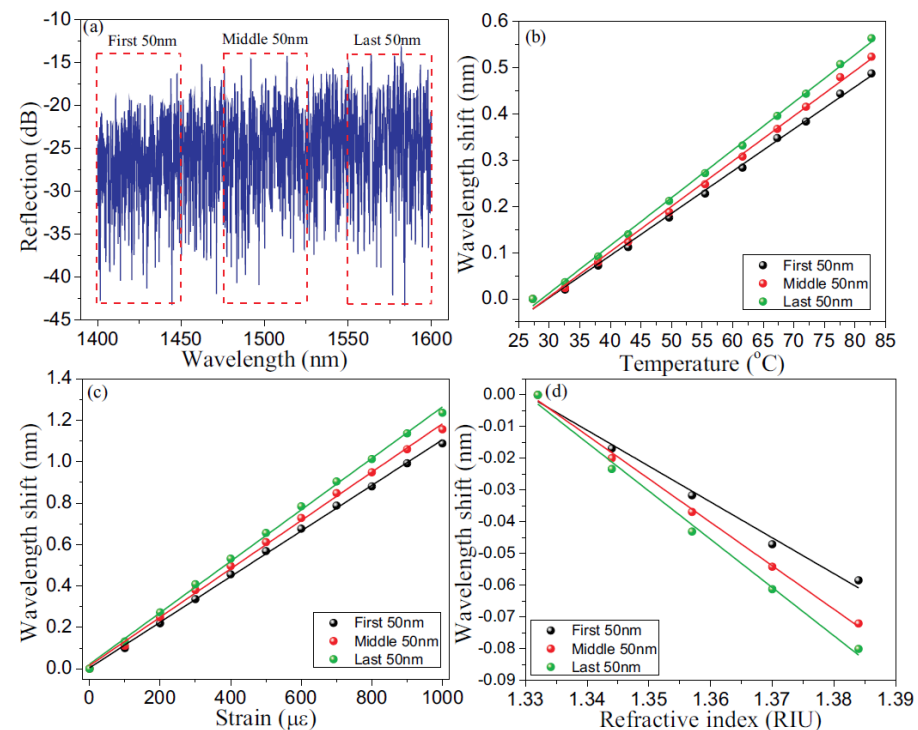 (a)
First 50nm Middle 50nm Last 50nm
-10
-15
-20
-25
-30
-35
-40
-45
Reflection (dB)
1400 1450 1500 1550 1600
Wavelength (nm)
(b)
0.6
0.5
0.4
0.3
0.2
0.1
0.0
Wavelength shift (nm)
First 50nm
Middle 50nm
Last 50nm
25 30 35 40 45 50 55 60 65 70 75 80 85
Temperature (°C)
(c)
1.4
1.2
1.0
0.8
0.6
0.4
0.2
0.0
Wavelength shift (nm)
First 50nm
Middle 50nm
Last 50nm
0 200 400 600 800 1000
Strain (με)
(d)
-0.00
-0.01
-0.02
-0.03
-0.04
-0.05
-0.06
-0.07
-0.08
-0.09
Wavelength shift (nm)
First 50nm
Middle 50nm
Last 50nm
1.33 1.34 1.35 1.36 1.37 1.38 1.39
Refractive index (RIU)